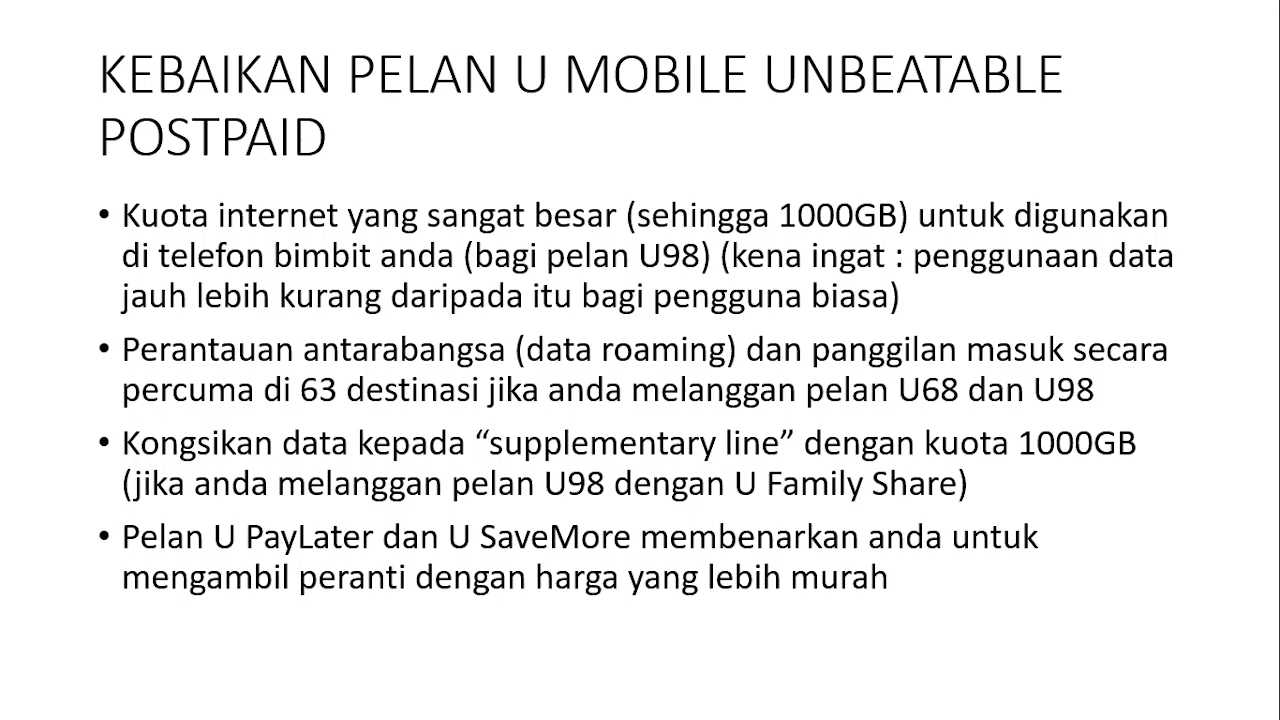 KEBAIKAN PELAN U MOBILE UNBEATABLE
POSTPAID
• Kuota internet yang sangat besar (sehingga 1000GB) untuk digunakan
di telefon bimbit anda (bagi pelan U98) (kena ingat : penggunaan data
jauh lebih kurang daripada itu bagi pengguna biasa)
• Perantauan antarabangsa (data roaming) dan panggilan masuk secara
percuma di 63 destinasi jika anda melanggan pelan U68 dan U98
• Kongsikan data kepada “supplementary line” dengan kuota 1000GB
(jika anda melanggan pelan U98 dengan U Family Share)
• Pelan U PayLater dan U SaveMore membenarkan anda untuk
mengambil peranti dengan harga yang lebih murah